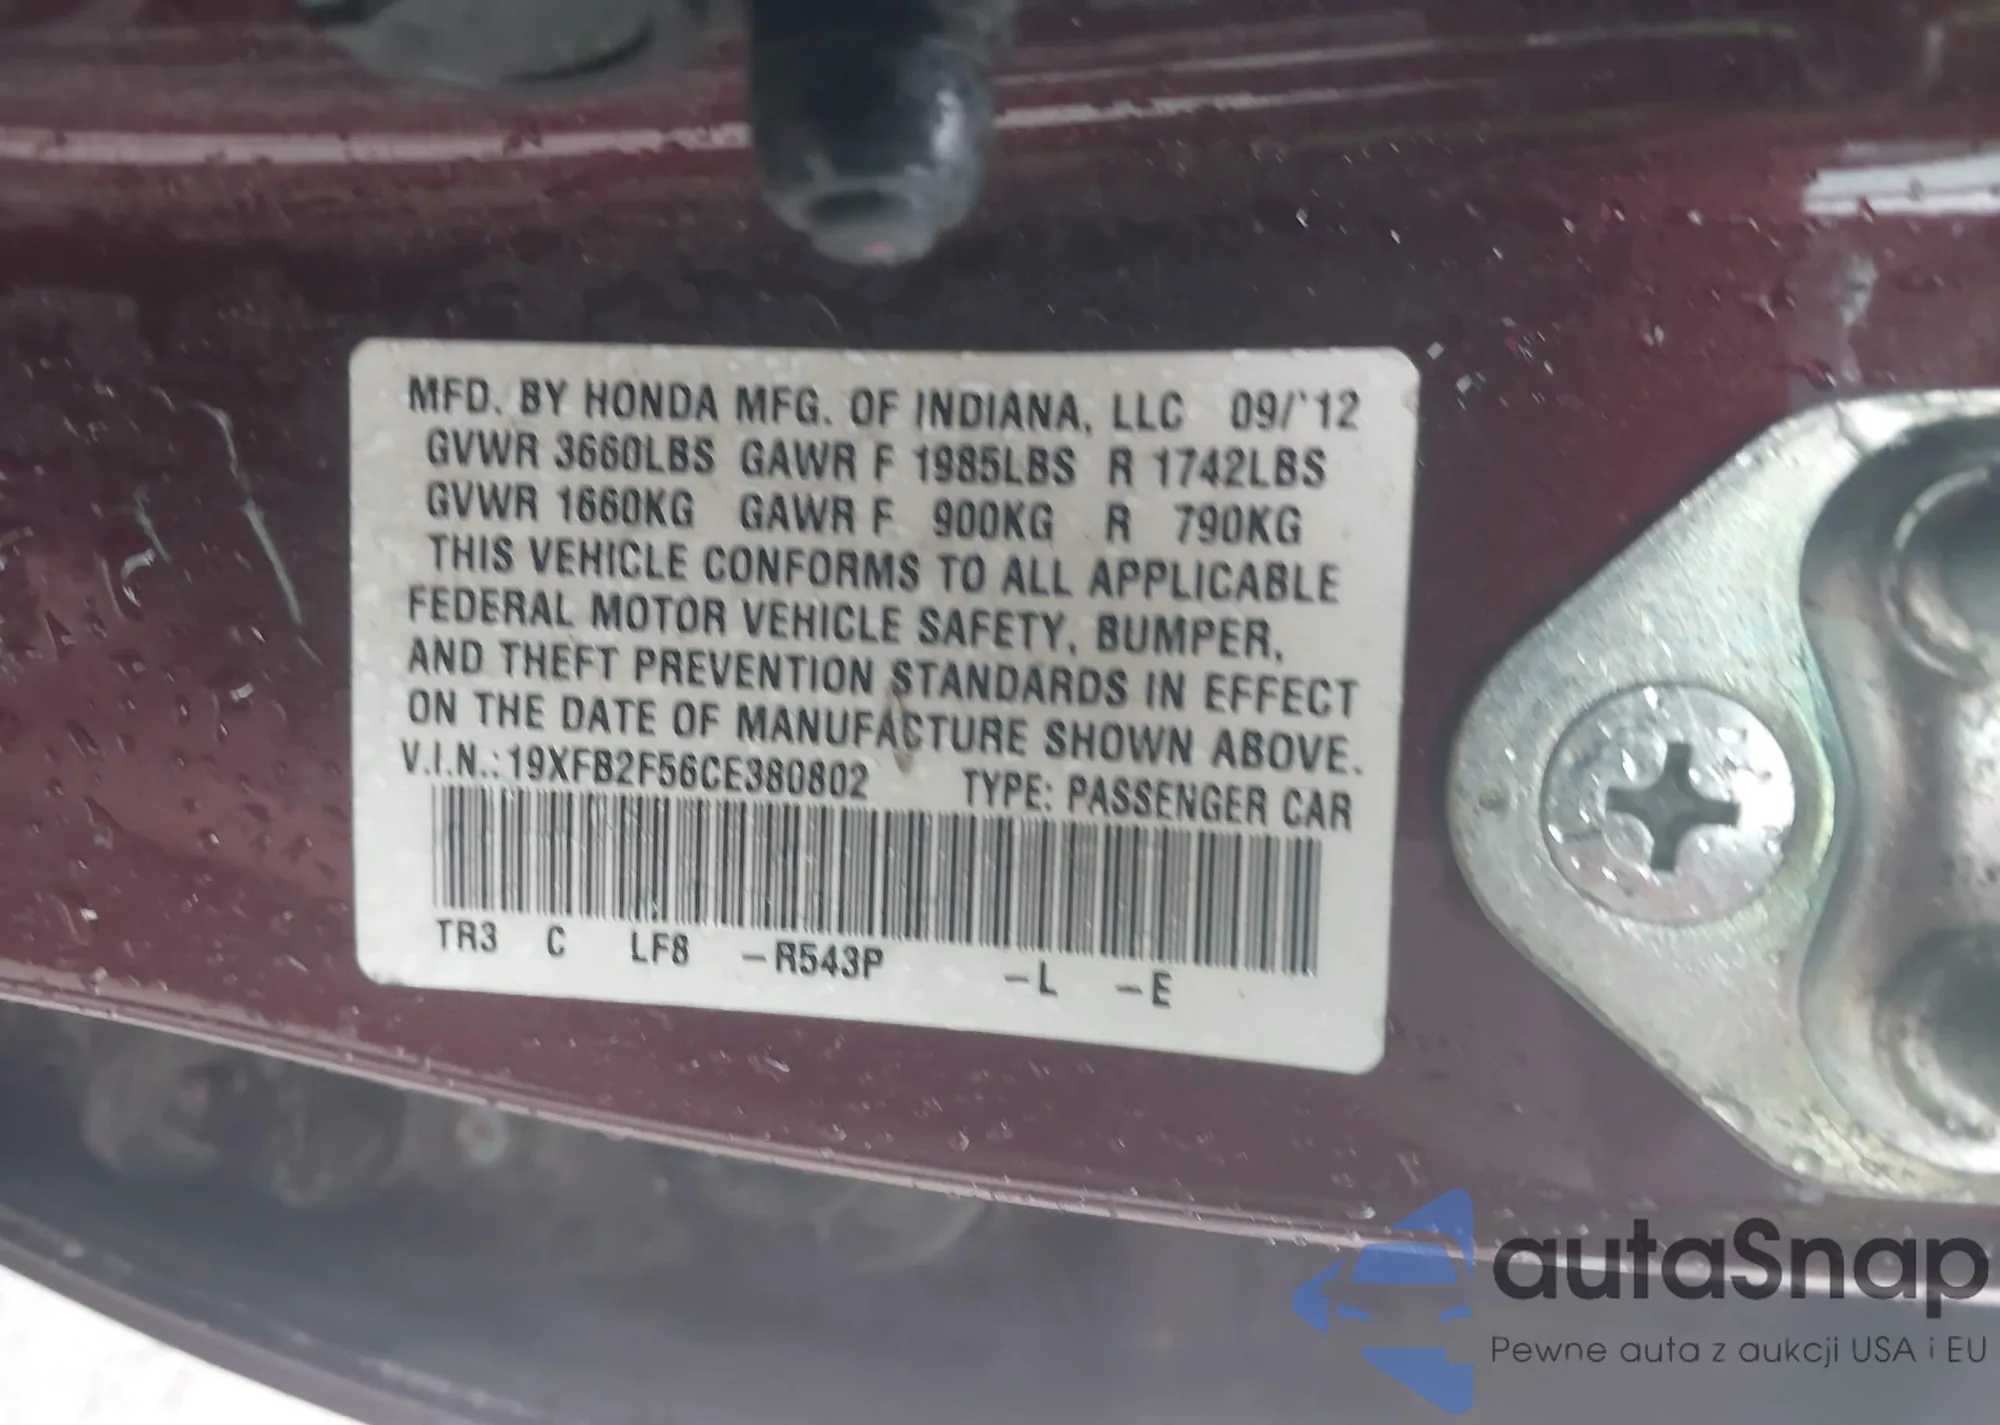 MFD. BY HONDA MFG. OF INDIANA, LLC 09/'12
GVWR 3660LBS GAWR F 1985LBS R 1742LBS
GVWR 1660KG GAWR F 900KG R 790KG
THIS VEHICLE CONFORMS TO ALL APPLICABLE
FEDERAL MOTOR VEHICLE SAFETY, BUMPER,
AND THEFT PREVENTION STANDARDS IN EFFECT
ON THE DATE OF MANUFACTURE SHOWN ABOVE.
V.I.N.: 19XFB2F56CE380802 TYPE: PASSENGER CAR
TR3 C LF8 -R543P -L -E
autaSnap
Pewne auta z aukcji USA i EU